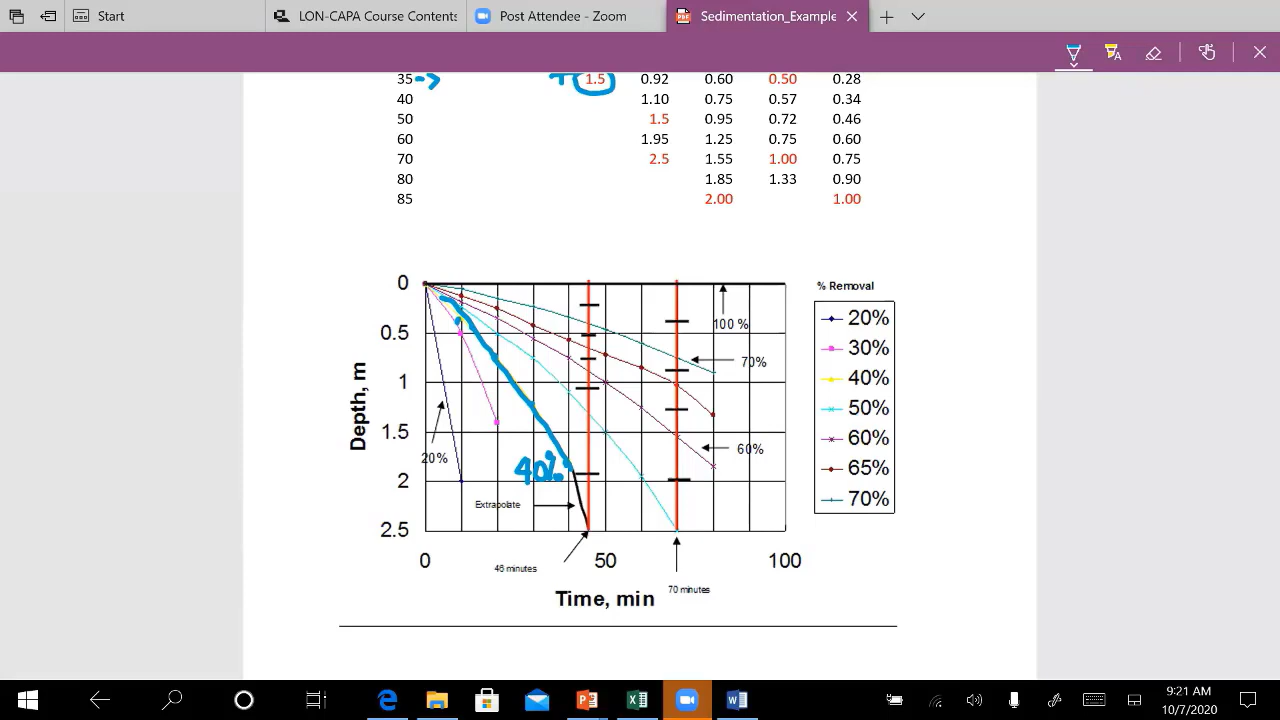 Start
LON-CAPA Course Contents
Post Attendee - Zoom
Sedimentation_Example
35 1.5 0.92 0.60 0.50 0.28
40 1.10 0.75 0.57 0.34
50 1.5 0.95 0.72 0.46
60 1.95 1.25 0.75 0.60
70 2.5 1.55 1.00 0.75
80 1.85 1.33 0.90
85 2.00 1.00
0
0.5
1
1.5
2
2.5
Depth, m
100 %
70%
60%
20%
40%
Extrapolate
0 50 100
46 minutes
70 minutes
Time, min
% Removal
20%
30%
40%
50%
60%
65%
70%
9:21 AM
10/7/2020